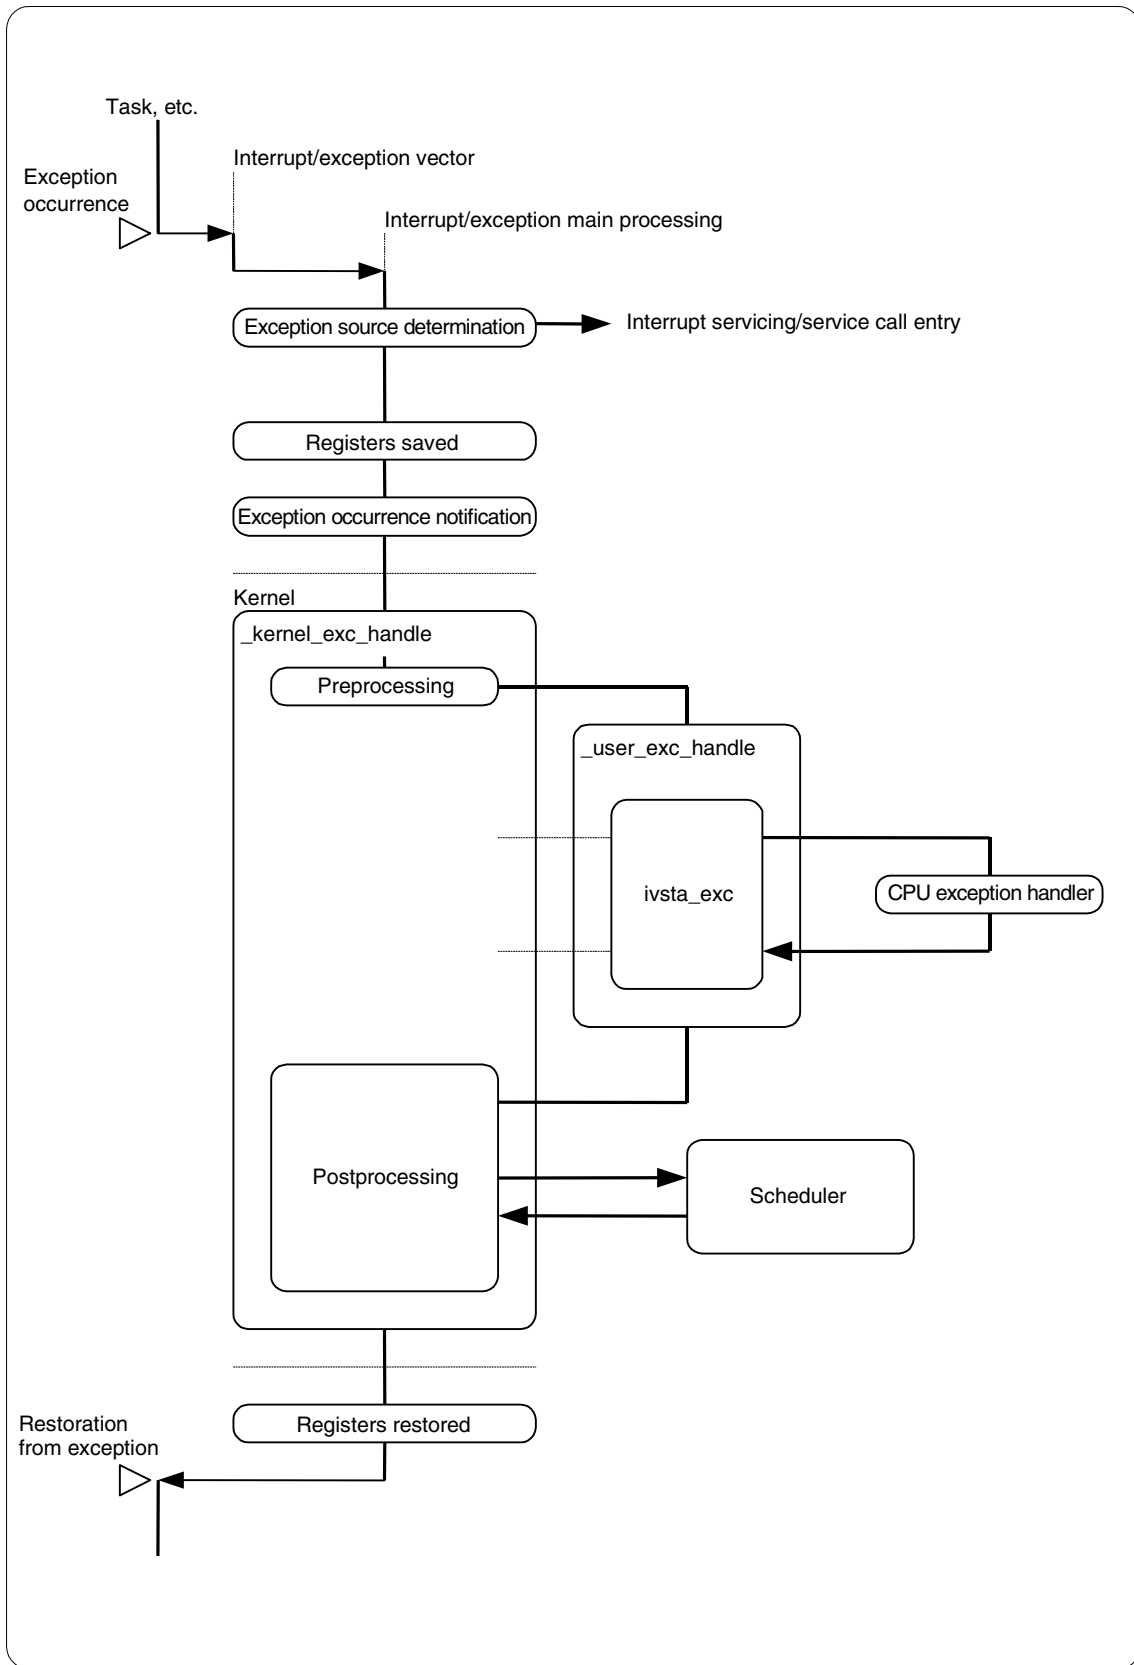 Task, etc.
Interrupt/exception vector
Exception
occurrence
Interrupt/exception main processing
Exception source determination
Interrupt servicing/service call entry
Registers saved
Exception occurrence notification
Kernel
_kernel_exc_handle
Preprocessing
_user_exc_handle
ivsta_exc
CPU exception handler
Postprocessing
Scheduler
Restoration
from exception
Registers restored